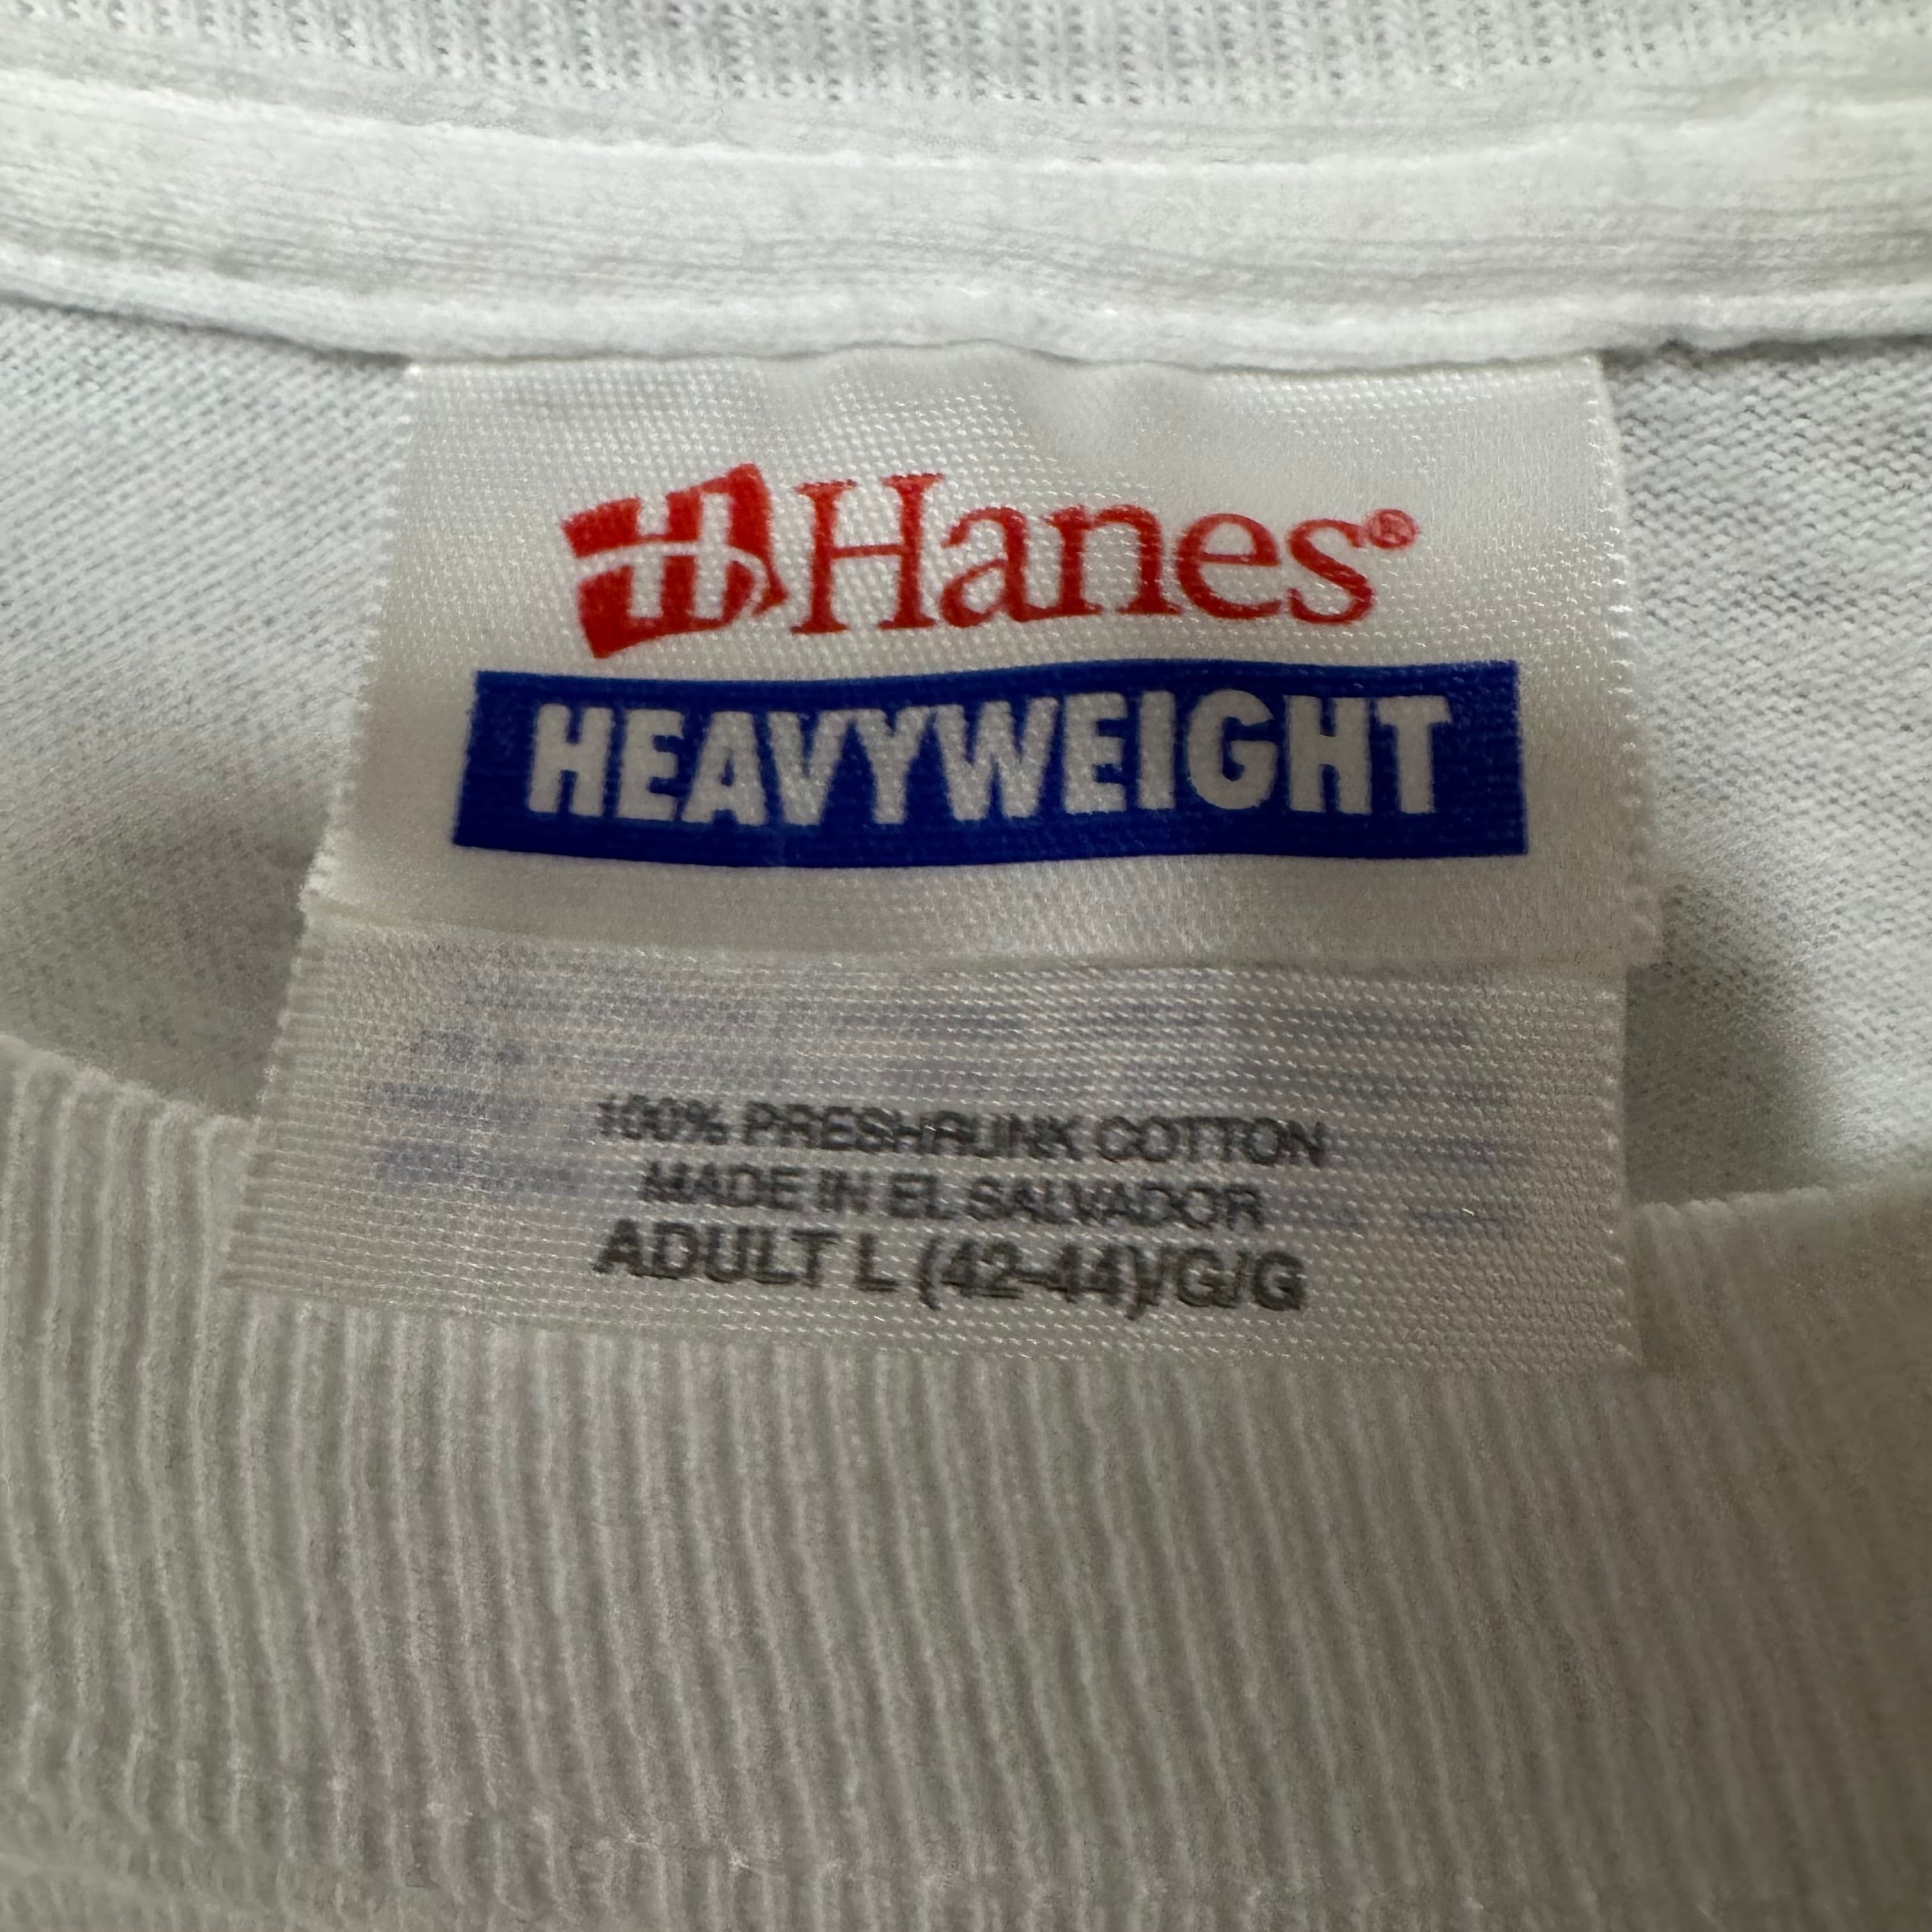 Hanes®
HEAVYWEIGHT
100% PRESHRUNK COTTON
MADE IN EL SALVADOR
ADULT L (42-44)/G/G